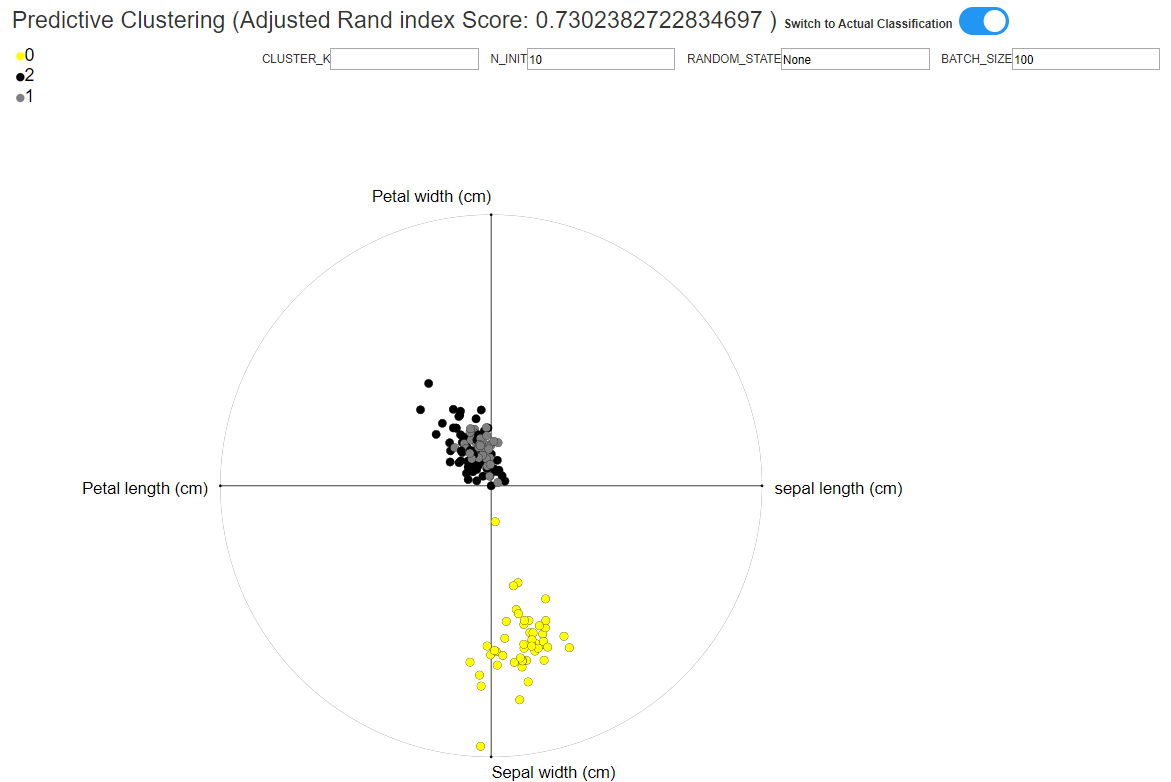 Predictive Clustering (Adjusted Rand index Score: 0.7302382722834697 ) Switch to Actual Classification
0
2
1
CLUSTER_K N_INIT 10 RANDOM_STATE None BATCH_SIZE 100
Petal width (cm)
Petal length (cm) sepal length (cm)
Sepal width (cm)